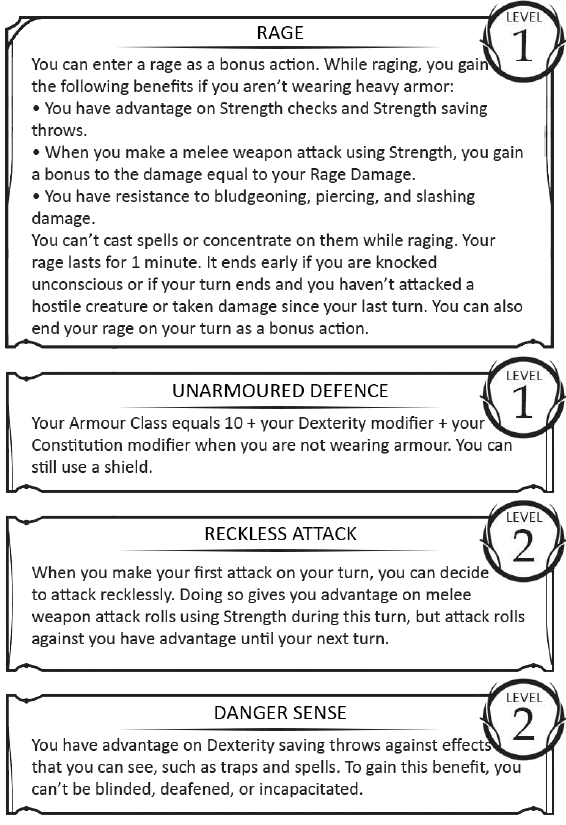 RAGE
LEVEL
1
You can enter a rage as a bonus action. While raging, you gain
the following benefits if you aren't wearing heavy armor:
• You have advantage on Strength checks and Strength saving
throws.
• When you make a melee weapon attack using Strength, you gain
a bonus to the damage equal to your Rage Damage.
• You have resistance to bludgeoning, piercing, and slashing
damage.
You can't cast spells or concentrate on them while raging. Your
rage lasts for 1 minute. It ends early if you are knocked
unconscious or if your turn ends and you haven't attacked a
hostile creature or taken damage since your last turn. You can also
end your rage on your turn as a bonus action.
UNARMOURED DEFENCE
LEVEL
1
Your Armour Class equals 10 + your Dexterity modifier + your
Constitution modifier when you are not wearing armour. You can
still use a shield.
RECKLESS ATTACK
LEVEL
2
When you make your first attack on your turn, you can decide
to attack recklessly. Doing so gives you advantage on melee
weapon attack rolls using Strength during this turn, but attack rolls
against you have advantage until your next turn.
DANGER SENSE
LEVEL
2
You have advantage on Dexterity saving throws against effects
that you can see, such as traps and spells. To gain this benefit, you
can't be blinded, deafened, or incapacitated.